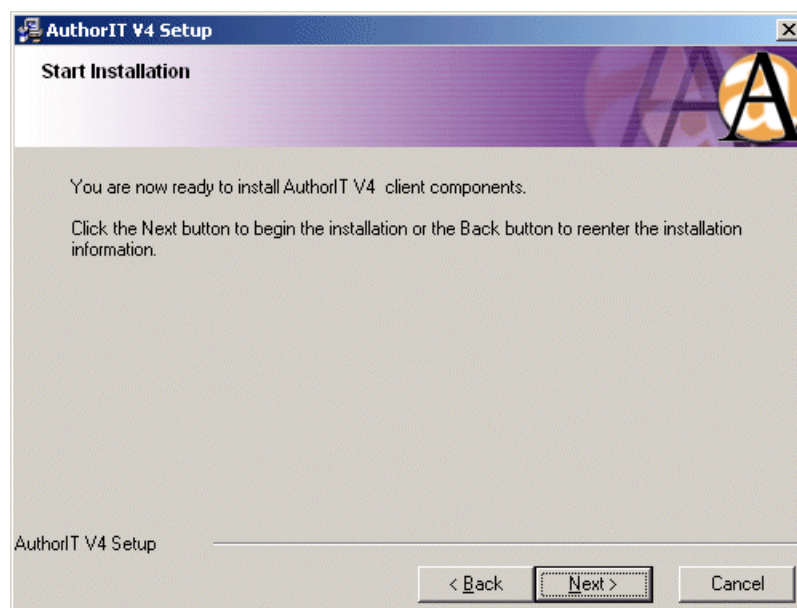 AuthorIT V4 Setup
Start Installation
You are now ready to install AuthorIT V4  client components.
Click the Next button to begin the installation or the Back button to reenter the installation
information.
AuthorIT V4 Setup
< Back
Next >
Cancel